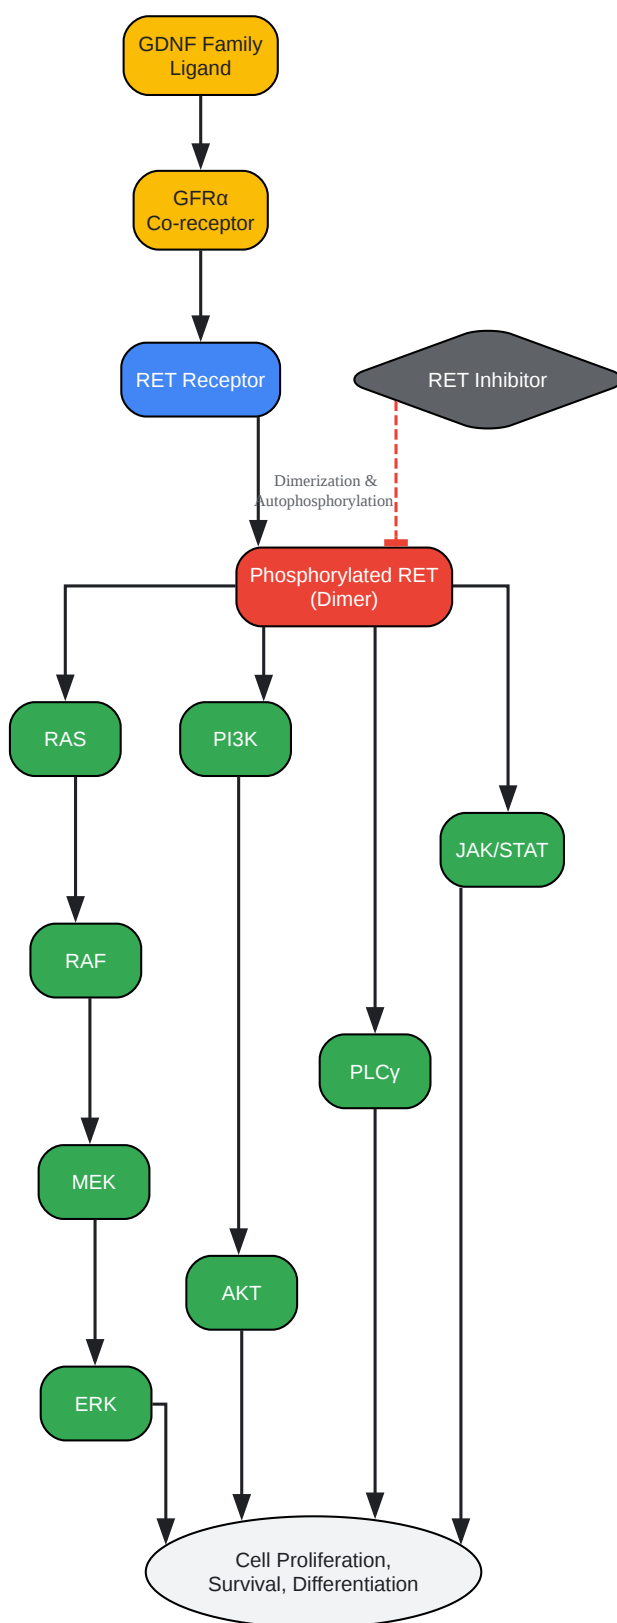 GDNF Family
Ligand
GFRα
Co-receptor
RET Receptor
RET Inhibitor
Dimerization &
Autophosphorylation
Phosphorylated RET
(Dimer)
RAS
PI3K
JAK/STAT
RAF
PLCγ
MEK
AKT
ERK
Cell Proliferation,
Survival, Differentiation